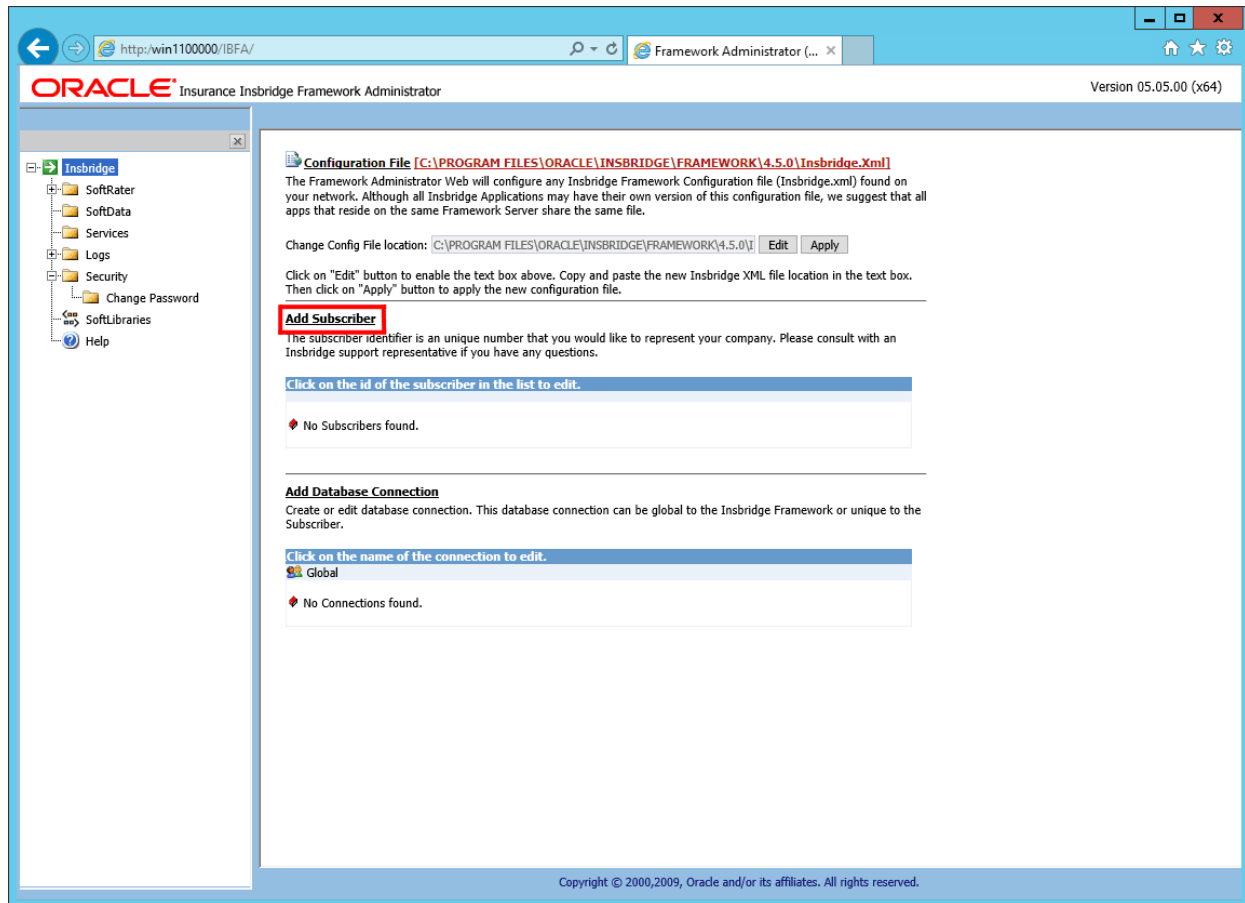 http:/win1100000/IBFA/
Framework Administrator (...
ORACLE Insurance Insbridge Framework Administrator
Version 05.05.00 (x64)
Insbridge
SoftRater
SoftData
Services
Logs
Security
Change Password
SoftLibraries
Help
Configuration File [C:\PROGRAM FILES\ORACLE\INSBRIDGE\FRAMEWORK\4.5.0\Insbridge.Xml]
The Framework Administrator Web will configure any Insbridge Framework Configuration file (Insbridge.xml) found on
your network. Although all Insbridge Applications may have their own version of this configuration file, we suggest that all
apps that reside on the same Framework Server share the same file.
Change Config File location: C:\PROGRAM FILES\ORACLE\INSBRIDGE\FRAMEWORK\4.5.0\I Edit Apply
Click on "Edit" button to enable the text box above. Copy and paste the new Insbridge XML file location in the text box.
Then click on "Apply" button to apply the new configuration file.
Add Subscriber
The subscriber identifier is an unique number that you would like to represent your company. Please consult with an
Insbridge support representative if you have any questions.
Click on the id of the subscriber in the list to edit.
No Subscribers found.
Add Database Connection
Create or edit database connection. This database connection can be global to the Insbridge Framework or unique to the
Subscriber.
Click on the name of the connection to edit.
Global
No Connections found.
Copyright © 2000,2009, Oracle and/or its affiliates. All rights reserved.